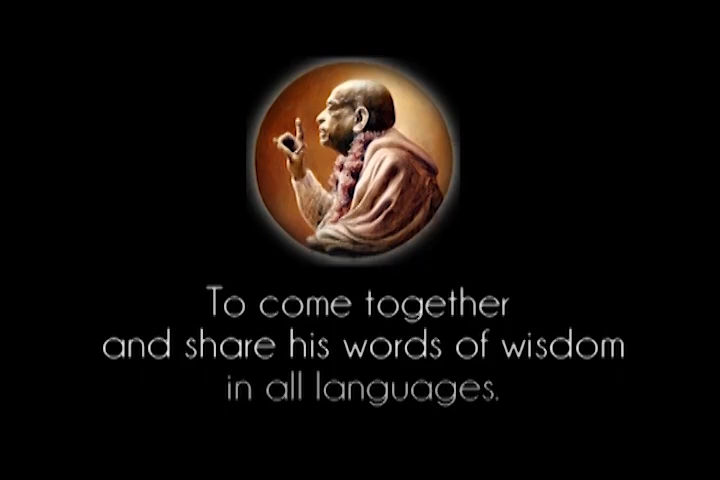 To come together
and share his words of wisdom
in all languages.